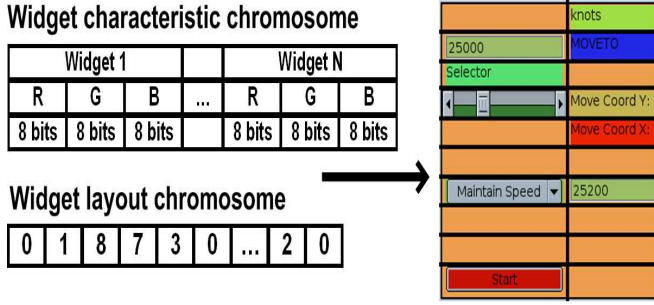 Widget characteristic chromosome
Widget 1 Widget N
R G B ... R G B
8 bits 8 bits 8 bits 8 bits 8 bits 8 bits
Widget layout chromosome
0 1 8 7 3 0 ... 2 0
knots
25000 MOVETO
Selector
Move Coord Y:
Move Coord X:
Maintain Speed 25200
Start